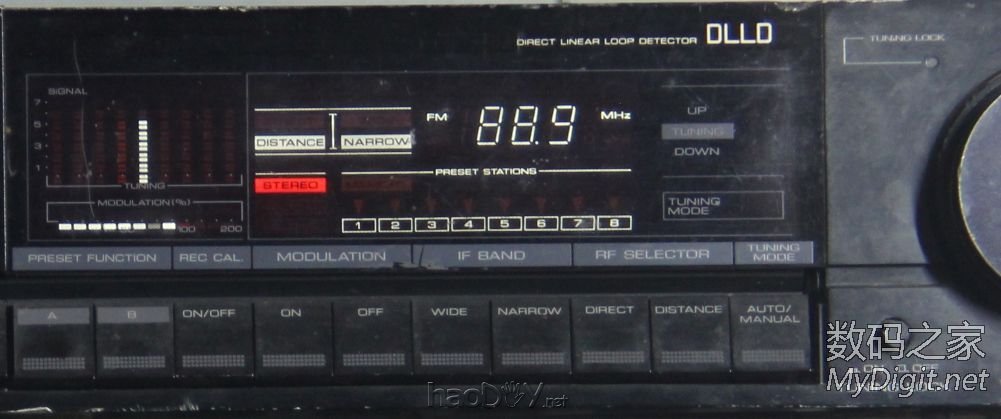 DIRECT LINEAR LOOP DETECTOR DLLD
TUNING LOCK
SIGNAL
7
5
3
1
TUNING
MODULATION(%)
100 200
DISTANCE NARROW
FM 88.9 MHz
STEREO
PRESET STATIONS
1 2 3 4 5 6 7 8
UP
TUNING
DOWN
TUNING
MODE
PRESET FUNCTION REC CAL. MODULATION IF BAND RF SELECTOR TUNING
MODE
A B ON/OFF ON OFF WIDE NARROW DIRECT DISTANCE AUTO/
MANUAL
数码之家
MyDigit.net
haoDIY.net